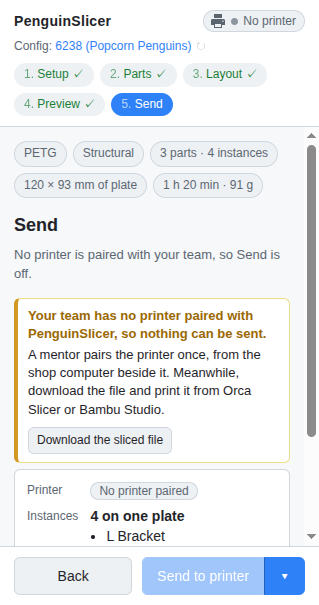 PenguinSlicer
No printer
Config: 6238 (Popcorn Penguins)
1. Setup ✓ 2. Parts ✓ 3. Layout ✓
4. Preview ✓ 5. Send
PETG Structural 3 parts · 4 instances
120 × 93 mm of plate 1 h 20 min · 91 g
Send
No printer is paired with your team, so Send is
off.
Your team has no printer paired with
PenguinSlicer, so nothing can be sent.
A mentor pairs the printer once, from the
shop computer beside it. Meanwhile,
download the file and print it from Orca
Slicer or Bambu Studio.
Download the sliced file
Printer No printer paired
Instances 4 on one plate
• L Bracket
Back Send to printer ▼